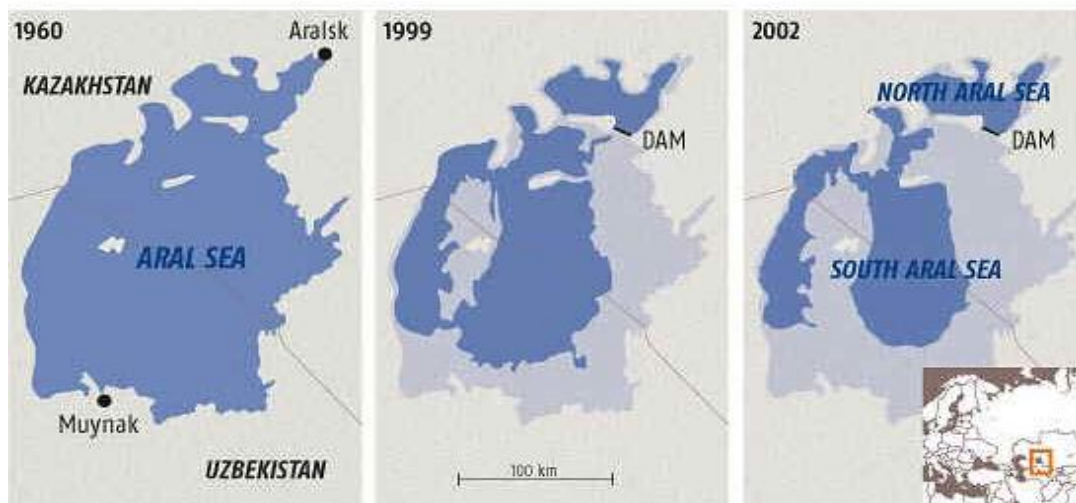 1960
Aralsk
KAZAKHSTAN
ARAL SEA
Muynak
UZBEKISTAN
1999
DAM
100 km
2002
NORTH ARAL SEA
DAM
SOUTH ARAL SEA